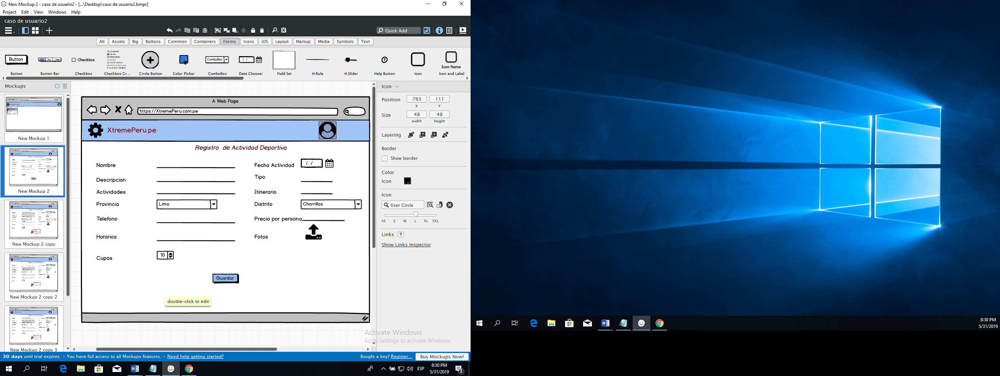 New Mockup 2 - caso de usuario2 - [...\Desktop\caso de usuario2.bmpr]
Project Edit View Windows Help
caso de usuario2
Quick Add
All Assets Big Buttons Common Containers Forms Icons iOS Layout Markup Media Symbols Text
Button One Two Three Checkbox ComboBox / / Icon Name
Button Button Bar Checkbox Checkbox Gr... Circle Button Color Picker ComboBox Date Chooser Field Set H.Rule H.Slider Help Button Icon Icon and Label
Mockups
New Mockup 1
New Mockup 2
New Mockup 2 copy
New Mockup 2 copy 2
New Mockup 2 copy 3
A Web Page
https://XtremePeru.com.pe
XtremePeru.pe
Registro de Actividad Deportiva
Nombre Fecha Actividad / /
Descripcion Tipo
Actividades Itinerario
Provincia Lima Distrito Chorrillos
Telefono Precio por persona
Horarios Fotos
Cupos 10
Guardar
double-click to edit
Icon
Position 763 111
X Y
Size 48 48
width height
Layering
Border
Show border
Color
Icon
Icon
User Circle
XS S M L XL XXL
Links ?
Show Links Inspector
Activate Windows
Go to Settings to activate Windows.
30 days until trial expires. · You have full access to all Mockups features. · Need help getting started?
Bought a key? Register... Buy Mockups Now!
ESP 8:30 PM
5/31/2019
2
8:30 PM
5/31/2019